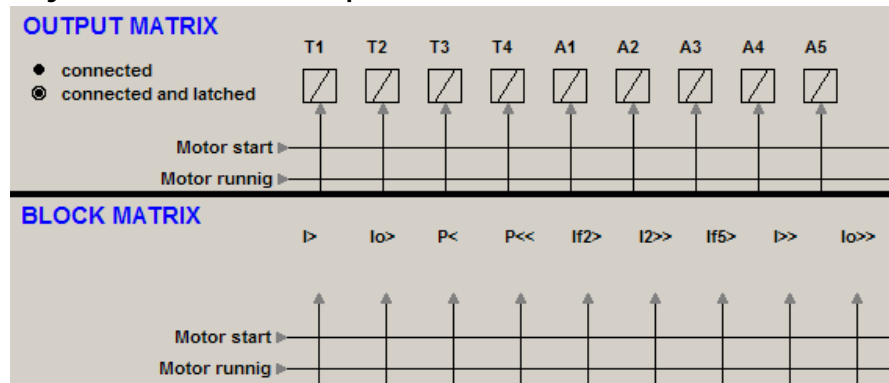 OUTPUT MATRIX
T1 T2 T3 T4 A1 A2 A3 A4 A5
connected
connected and latched
Motor start
Motor runnig
BLOCK MATRIX
I> Io> P< P<< If2> I2>> If5> I>> Io>>
Motor start
Motor runnig